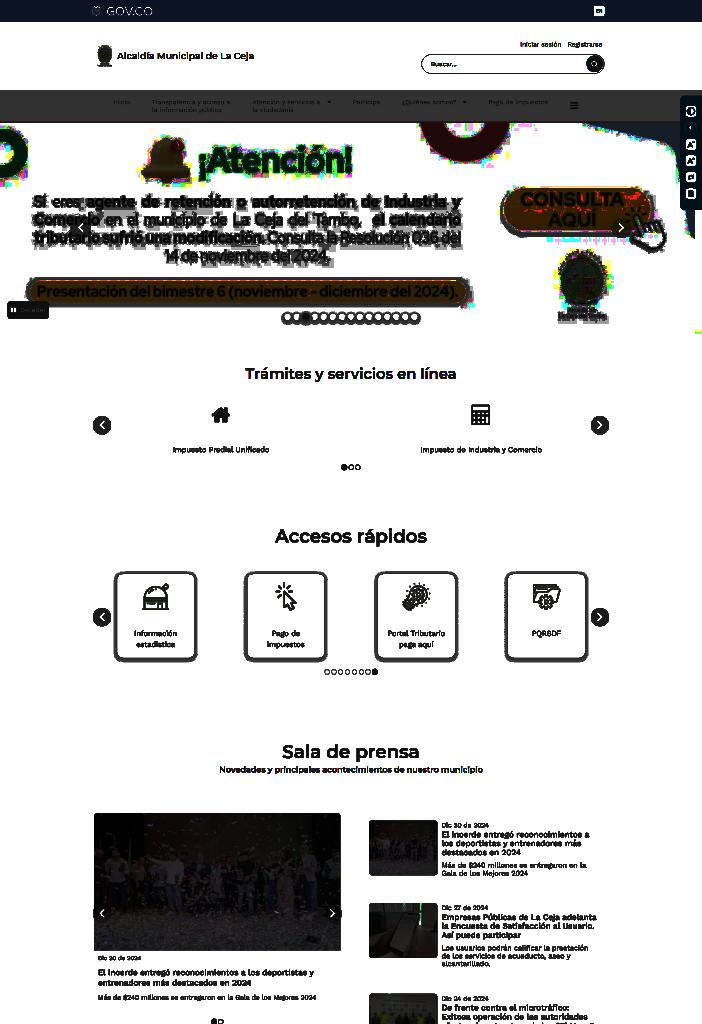 GOV.CO
EN
Alcaldía Municipal de La Ceja
Iniciar sesión Registrarse
Buscar...
Inicio
Transparencia y acceso a
la información pública
Atención y servicios a
la ciudadanía
Participa
¿Quiénes somos?
Pago de Impuestos
¡Atención!
Si eres agente de retención o autorretención de Industria y
Comercio en el municipio de La Ceja del Tambo, el calendario
tributario sufrió una modificación. Consulta la Resolución 036 del
14 de noviembre del 2024.
Presentación del bimestre 6 (noviembre - diciembre del 2024).
CONSULTA
AQUÍ
Detener
Trámites y servicios en línea
Impuesto Predial Unificado
Impuesto de Industria y Comercio
Accesos rápidos
Información
estadística
Pago de
impuestos
Portal Tributario
paga aquí
PQRSDF
Sala de prensa
Novedades y principales acontecimientos de nuestro municipio
Dic 30 de 2024
El Incerde entregó reconocimientos a los deportistas y
entrenadores más destacados en 2024
Más de $240 millones se entregaron en la Gala de los Mejores 2024
Dic 30 de 2024
El Incerde entregó reconocimientos a
los deportistas y entrenadores más
destacados en 2024
Más de $240 millones se entregaron en la
Gala de los Mejores 2024
Dic 27 de 2024
Empresas Públicas de La Ceja adelanta
la Encuesta de Satisfacción al Usuario.
Así puede participar
Los usuarios podrán calificar la prestación
de los servicios de acueducto, aseo y
alcantarillado.
Dic 24 de 2024
De frente contra el microtráfico:
Exitosa operación de las autoridades